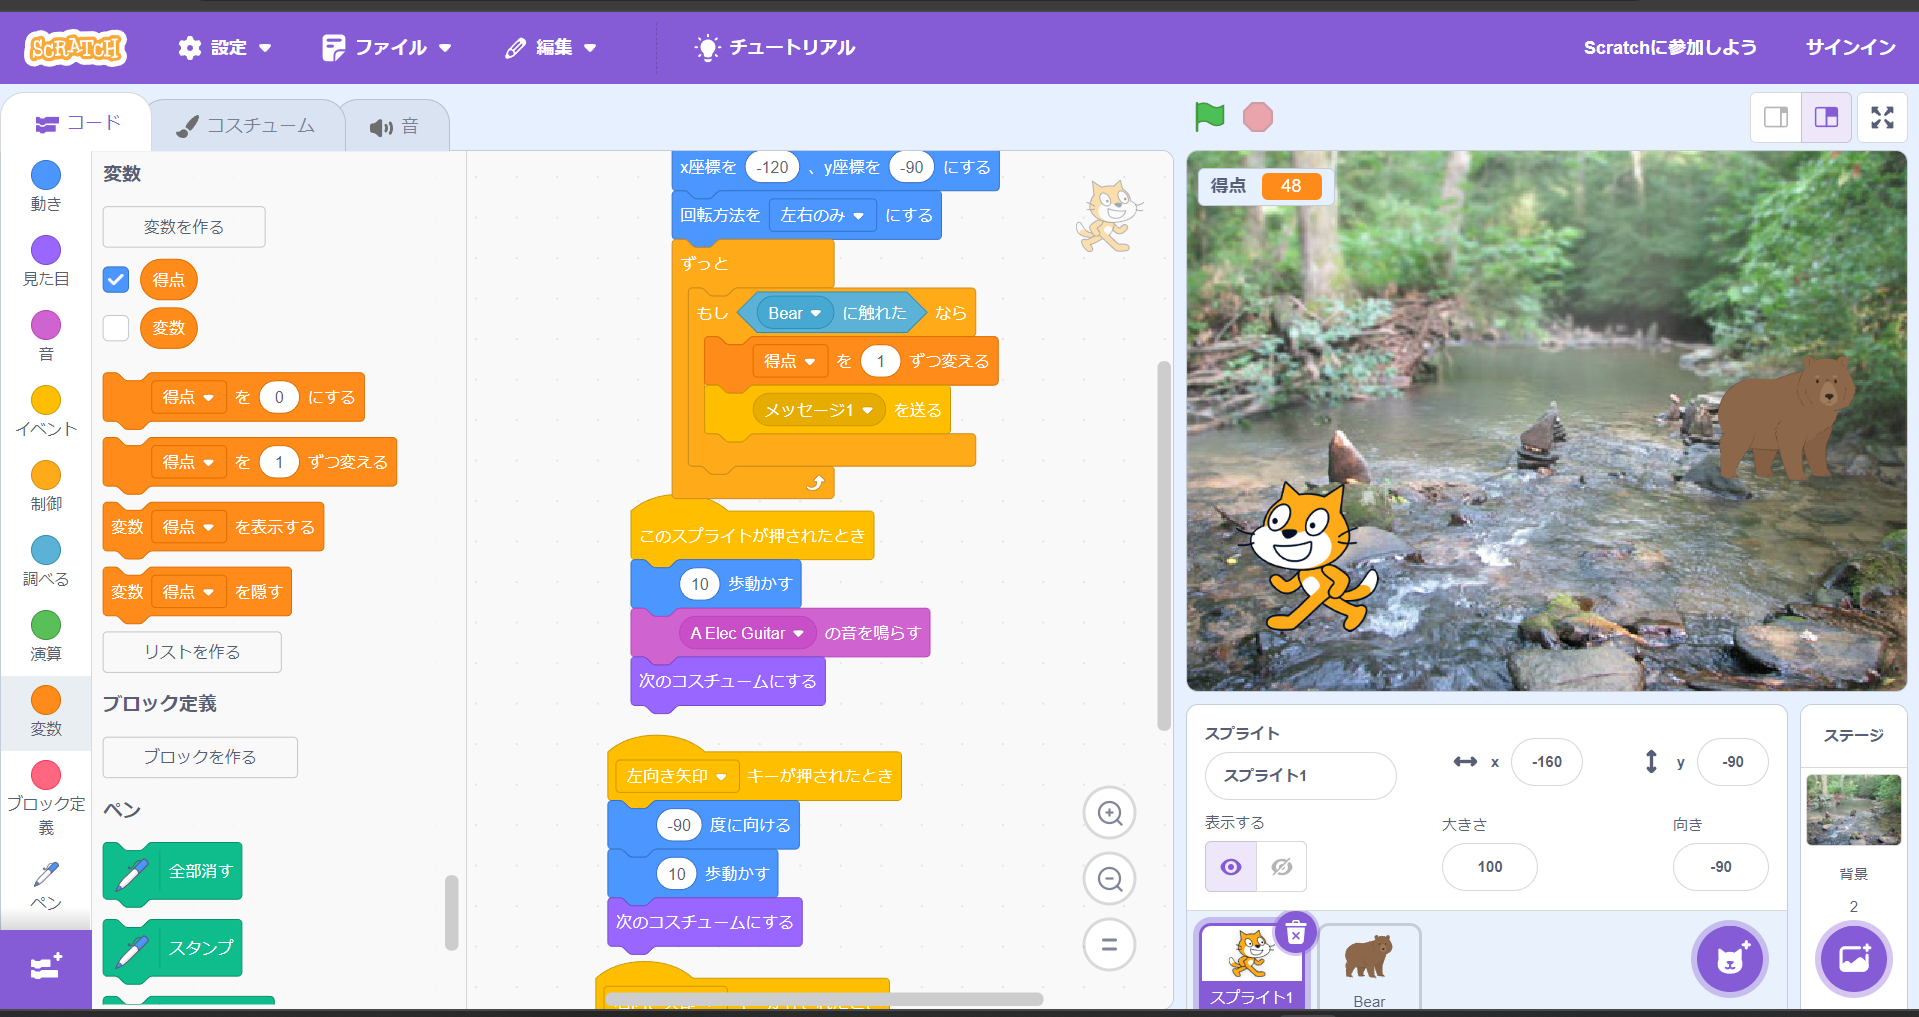 SCRATCH
設定
ファイル
編集
チュートリアル
Scratchに参加しよう
サインイン
コード
コスチューム
音
動き
見た目
音
イベント
制御
調べる
演算
変数
ブロック定
義
ペン
変数
変数を作る
得点
変数
得点 を 0 にする
得点 を 1 ずつ変える
変数 得点 を表示する
変数 得点 を隠す
リストを作る
ブロック定義
ブロックを作る
ペン
全部消す
スタンプ
x座標を -120 、y座標を -90 にする
回転方法を 左右のみ にする
ずっと
もし Bear に触れた なら
得点 を 1 ずつ変える
メッセージ1 を送る
このスプライトが押されたとき
10 歩動かす
A Elec Guitar の音を鳴らす
次のコスチュームにする
左向き矢印 キーが押されたとき
-90 度に向ける
10 歩動かす
次のコスチュームにする
得点 48
スプライト
スプライト1
x -160
y -90
表示する
大きさ
100
向き
-90
スプライト1
Bear
ステージ
背景
2